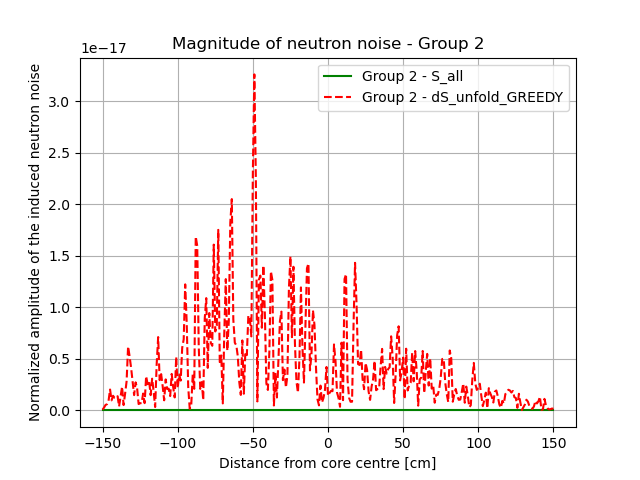 Magnitude of neutron noise - Group 2
1e−17
Group 2 - S_all
Group 2 - dS_unfold_GREEDY
Normalized amplitude of the induced neutron noise
3.0
2.5
2.0
1.5
1.0
0.5
0.0
−150 −100 −50 0 50 100 150
Distance from core centre [cm]